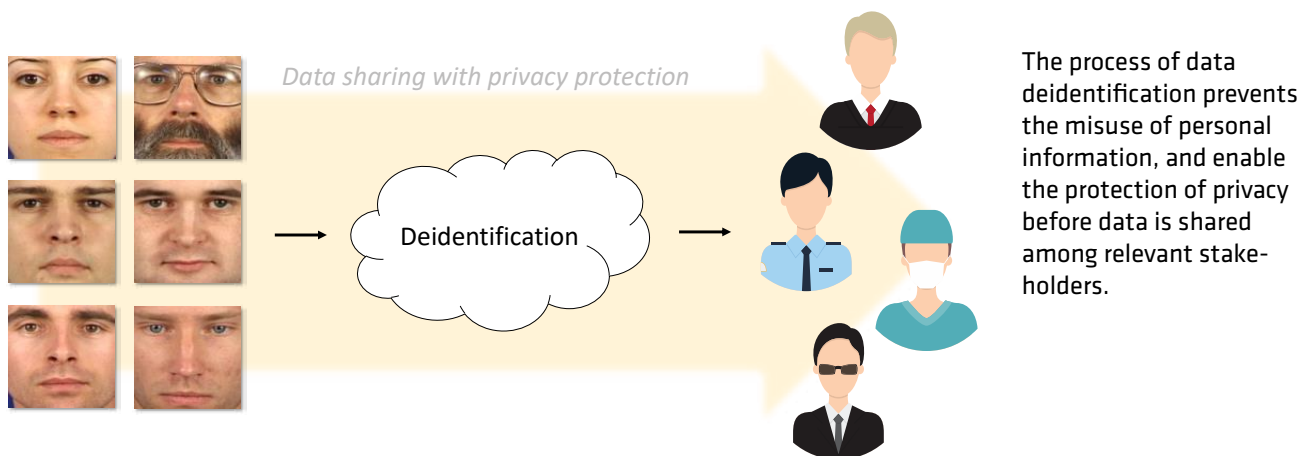 Data sharing with privacy protection
Deidentification
The process of data
deidentification prevents
the misuse of personal
information, and enable
the protection of privacy
before data is shared
among relevant stake-
holders.